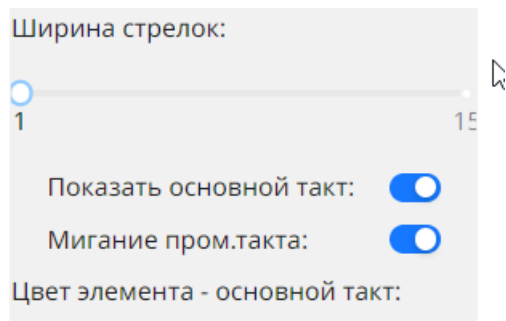 Ширина стрелок:
1 15
Показать основной такт:
Мигание пром.такта:
Цвет элемента - основной такт: